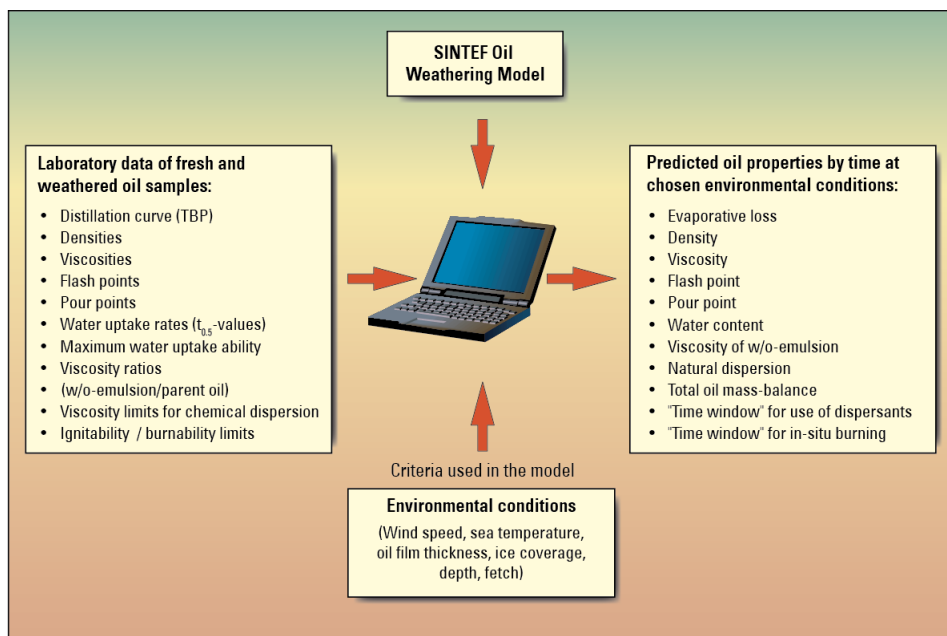 SINTEF Oil
Weathering Model
Laboratory data of fresh and
weathered oil samples:
• Distillation curve (TBP)
• Densities
• Viscosities
• Flash points
• Pour points
• Water uptake rates (t0.5-values)
• Maximum water uptake ability
• Viscosity ratios
• (w/o-emulsion/parent oil)
• Viscosity limits for chemical dispersion
• Ignitability / burnability limits
Predicted oil properties by time at
chosen environmental conditions:
• Evaporative loss
• Density
• Viscosity
• Flash point
• Pour point
• Water content
• Viscosity of w/o-emulsion
• Natural dispersion
• Total oil mass-balance
• "Time window" for use of dispersants
• "Time window" for in-situ burning
Criteria used in the model
Environmental conditions
(Wind speed, sea temperature,
oil film thickness, ice coverage,
depth, fetch)